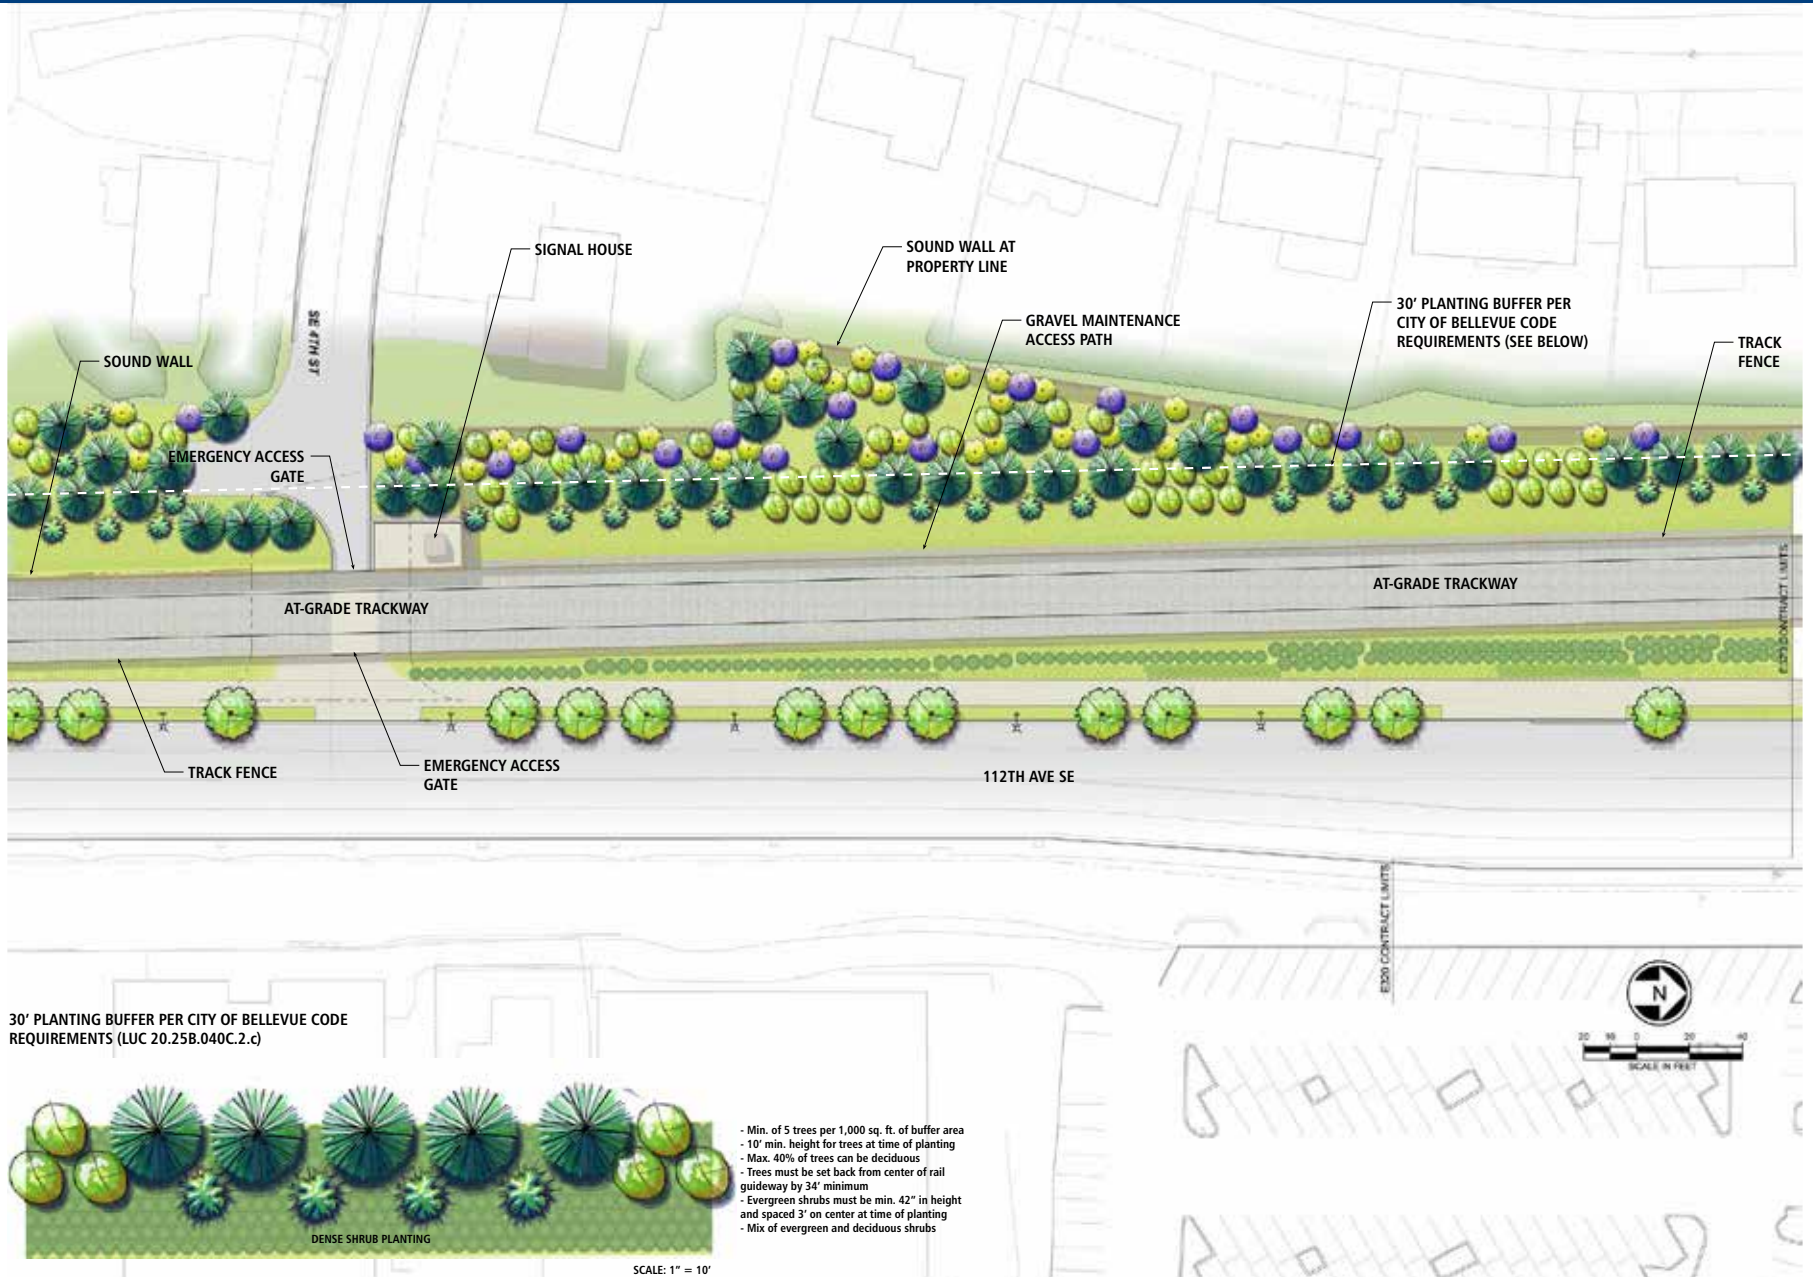 SIGNAL HOUSE
SOUND WALL AT
PROPERTY LINE
30' PLANTING BUFFER PER
CITY OF BELLEVUE CODE
REQUIREMENTS (SEE BELOW)
GRAVEL MAINTENANCE
ACCESS PATH
TRACK
FENCE
SE 4TH ST
SOUND WALL
EMERGENCY ACCESS
GATE
AT-GRADE TRACKWAY
AT-GRADE TRACKWAY
E320 CONTRACT LIMITS
TRACK FENCE
EMERGENCY ACCESS
GATE
112TH AVE SE
E320 CONTRACT LIMITS
N
20 10 0 20 40
SCALE IN FEET
30' PLANTING BUFFER PER CITY OF BELLEVUE CODE
REQUIREMENTS (LUC 20.25B.040C.2.c)
- Min. of 5 trees per 1,000 sq. ft. of buffer area
- 10' min. height for trees at time of planting
- Max. 40% of trees can be deciduous
- Trees must be set back from center of rail
guideway by 34' minimum
- Evergreen shrubs must be min. 42" in height
and spaced 3' on center at time of planting
- Mix of evergreen and deciduous shrubs
DENSE SHRUB PLANTING
SCALE: 1" = 10'